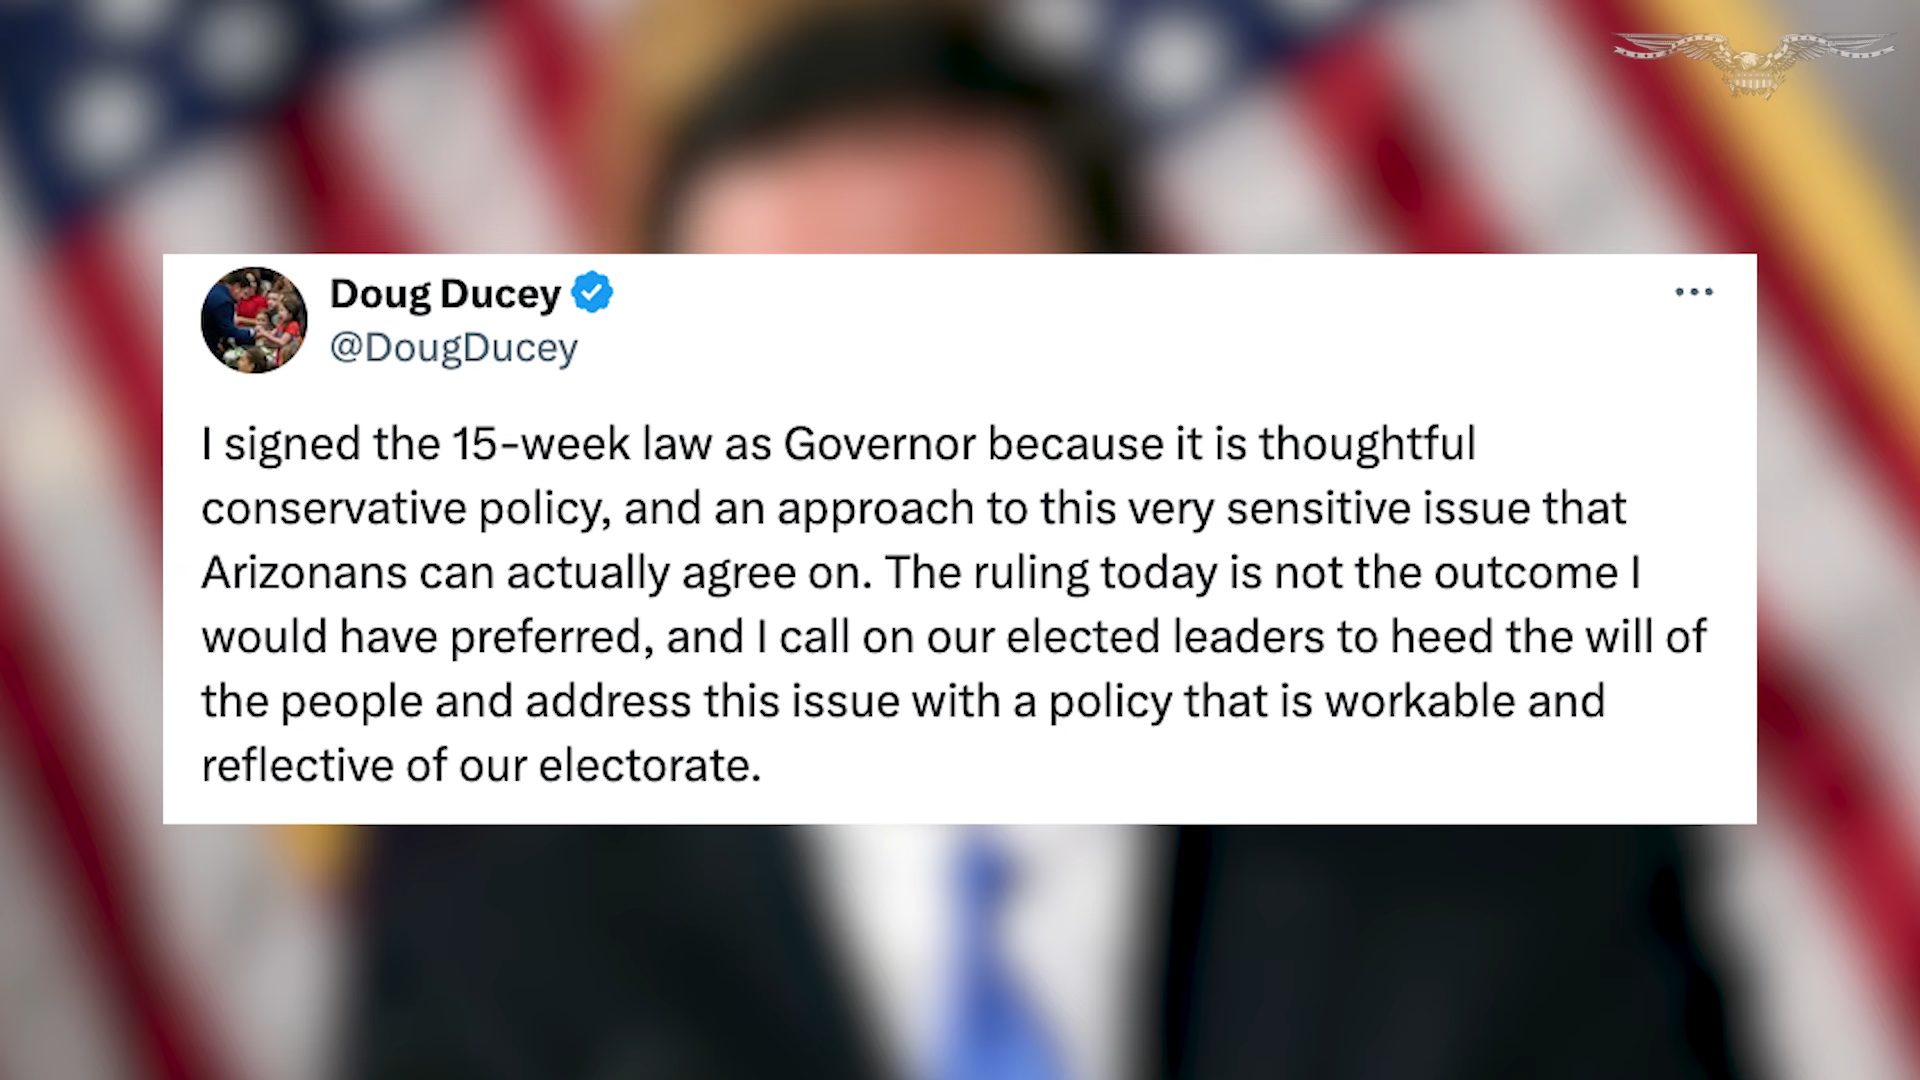 Doug Ducey
@DougDucey
I signed the 15-week law as Governor because it is thoughtful
conservative policy, and an approach to this very sensitive issue that
Arizonans can actually agree on. The ruling today is not the outcome I
would have preferred, and I call on our elected leaders to heed the will of
the people and address this issue with a policy that is workable and
reflective of our electorate.